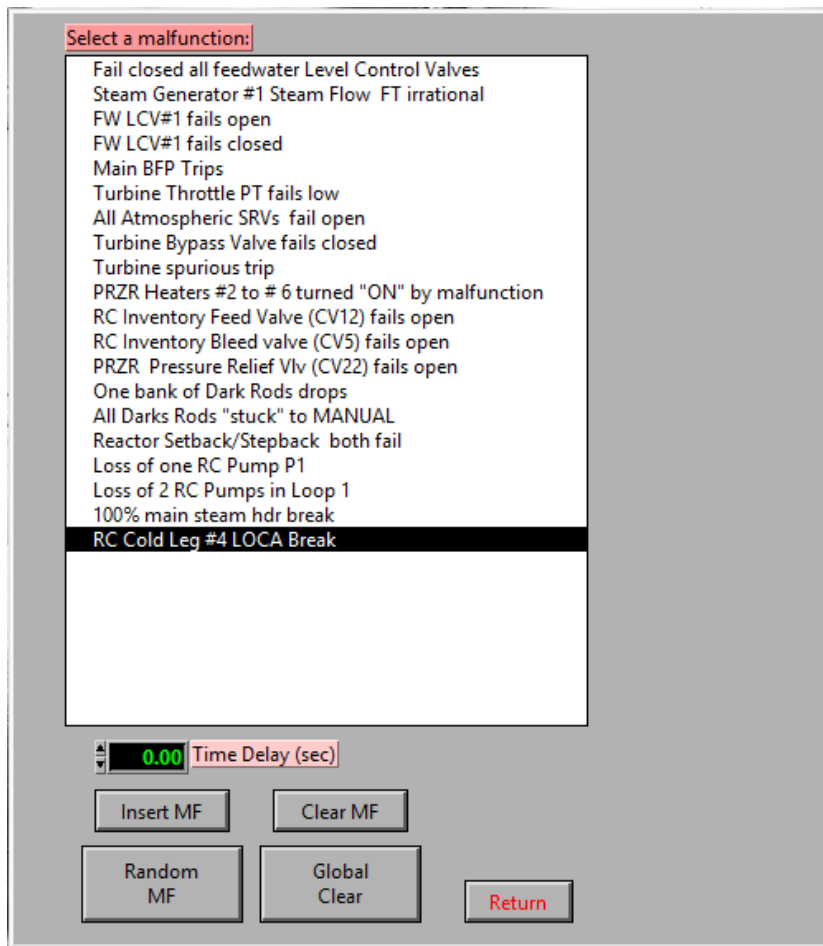 Select a malfunction:
Fail closed all feedwater Level Control Valves
Steam Generator #1 Steam Flow  FT irrational
FW LCV#1 fails open
FW LCV#1 fails closed
Main BFP Trips
Turbine Throttle PT fails low
All Atmospheric SRVs  fail open
Turbine Bypass Valve fails closed
Turbine spurious trip
PRZR Heaters #2 to # 6 turned "ON" by malfunction
RC Inventory Feed Valve (CV12) fails open
RC Inventory Bleed valve (CV5) fails open
PRZR  Pressure Relief Vlv (CV22) fails open
One bank of Dark Rods drops
All Darks Rods "stuck" to MANUAL
Reactor Setback/Stepback  both fail
Loss of one RC Pump P1
Loss of 2 RC Pumps in Loop 1
100% main steam hdr break
RC Cold Leg #4 LOCA Break
0.00 Time Delay (sec)
Insert MF
Clear MF
Random
MF
Global
Clear
Return